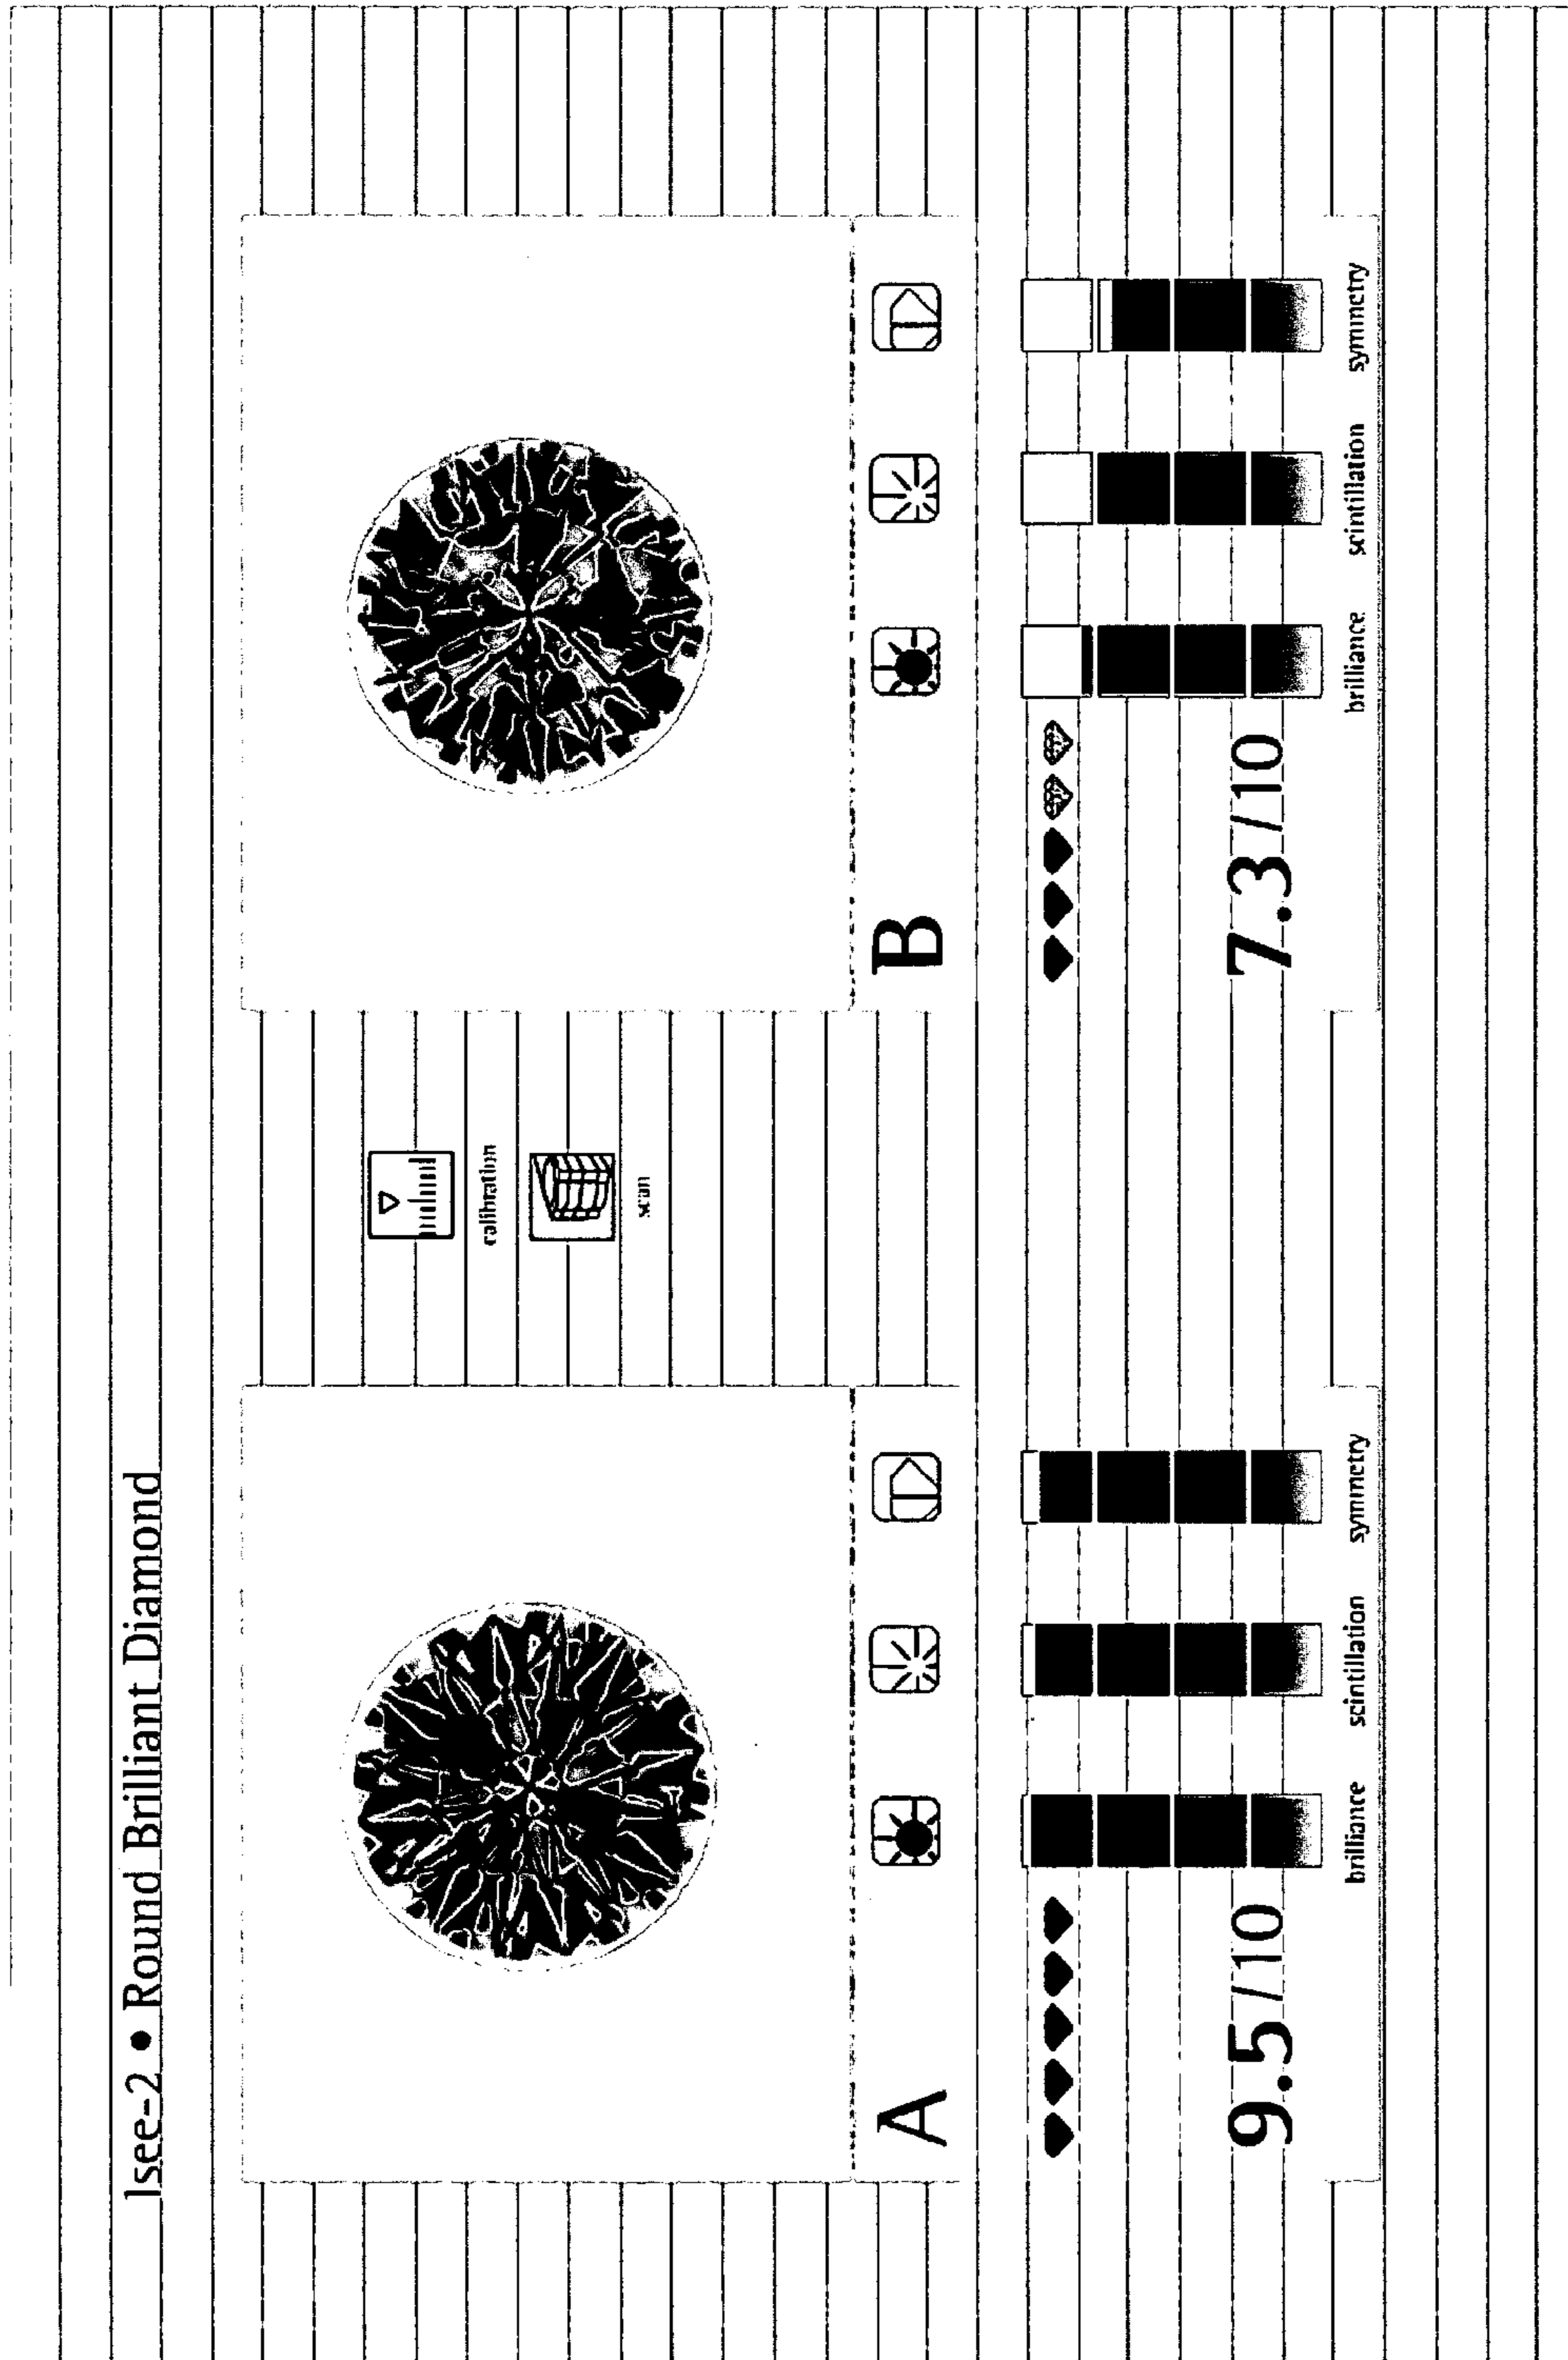 Isee-2 • Round Brilliant Diamond
calibration
scan
A
9.5/10
brilliance
scintillation
symmetry
B
7.3/10
brilliance
scintillation
symmetry